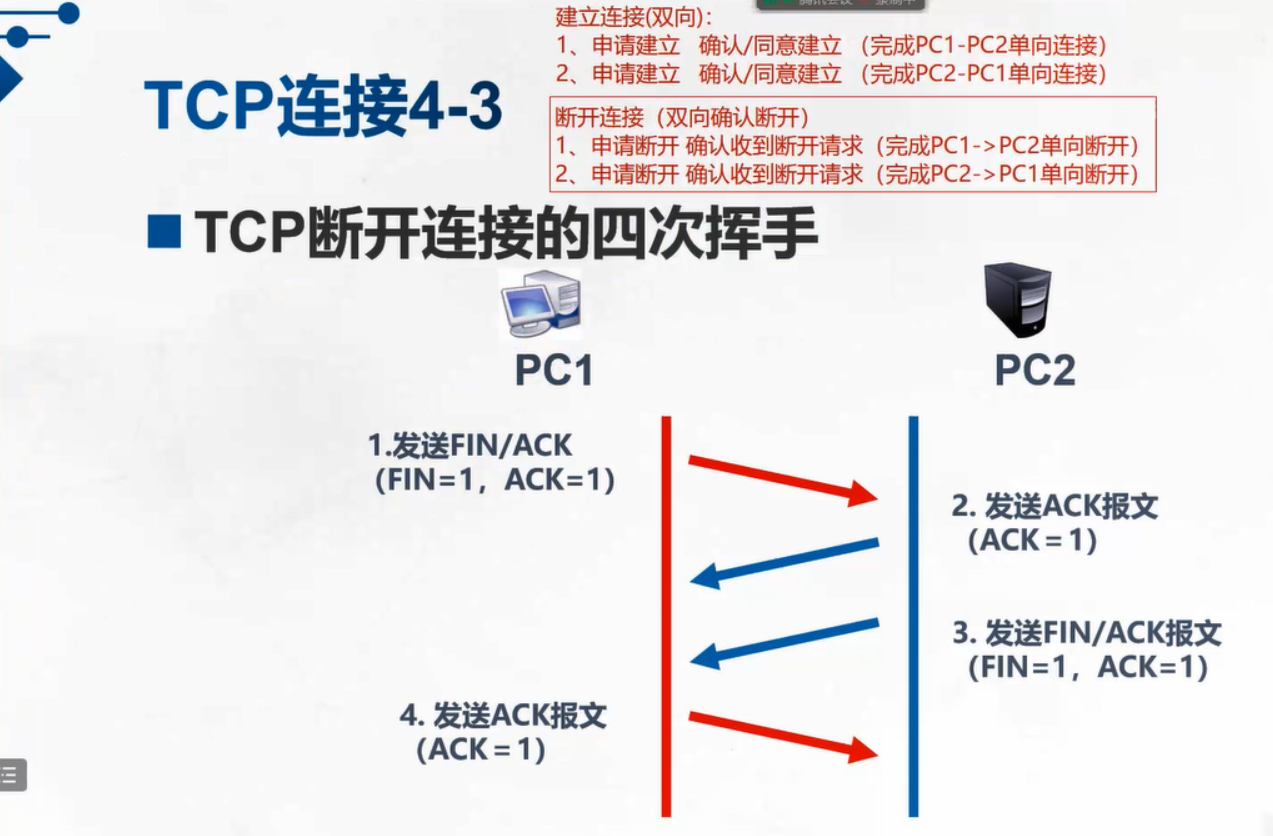 建立连接(双向)：
1、申请建立 确认/同意建立 （完成PC1-PC2单向连接）
2、申请建立 确认/同意建立 （完成PC2-PC1单向连接）
TCP连接4-3
断开连接（双向确认断开）
1、申请断开 确认收到断开请求（完成PC1->PC2单向断开）
2、申请断开 确认收到断开请求（完成PC2->PC1单向断开）
TCP断开连接的四次挥手
PC1
PC2
1.发送FIN/ACK
(FIN=1，ACK=1)
2. 发送ACK报文
(ACK = 1)
3. 发送FIN/ACK报文
(FIN=1，ACK=1)
4. 发送ACK报文
(ACK = 1)